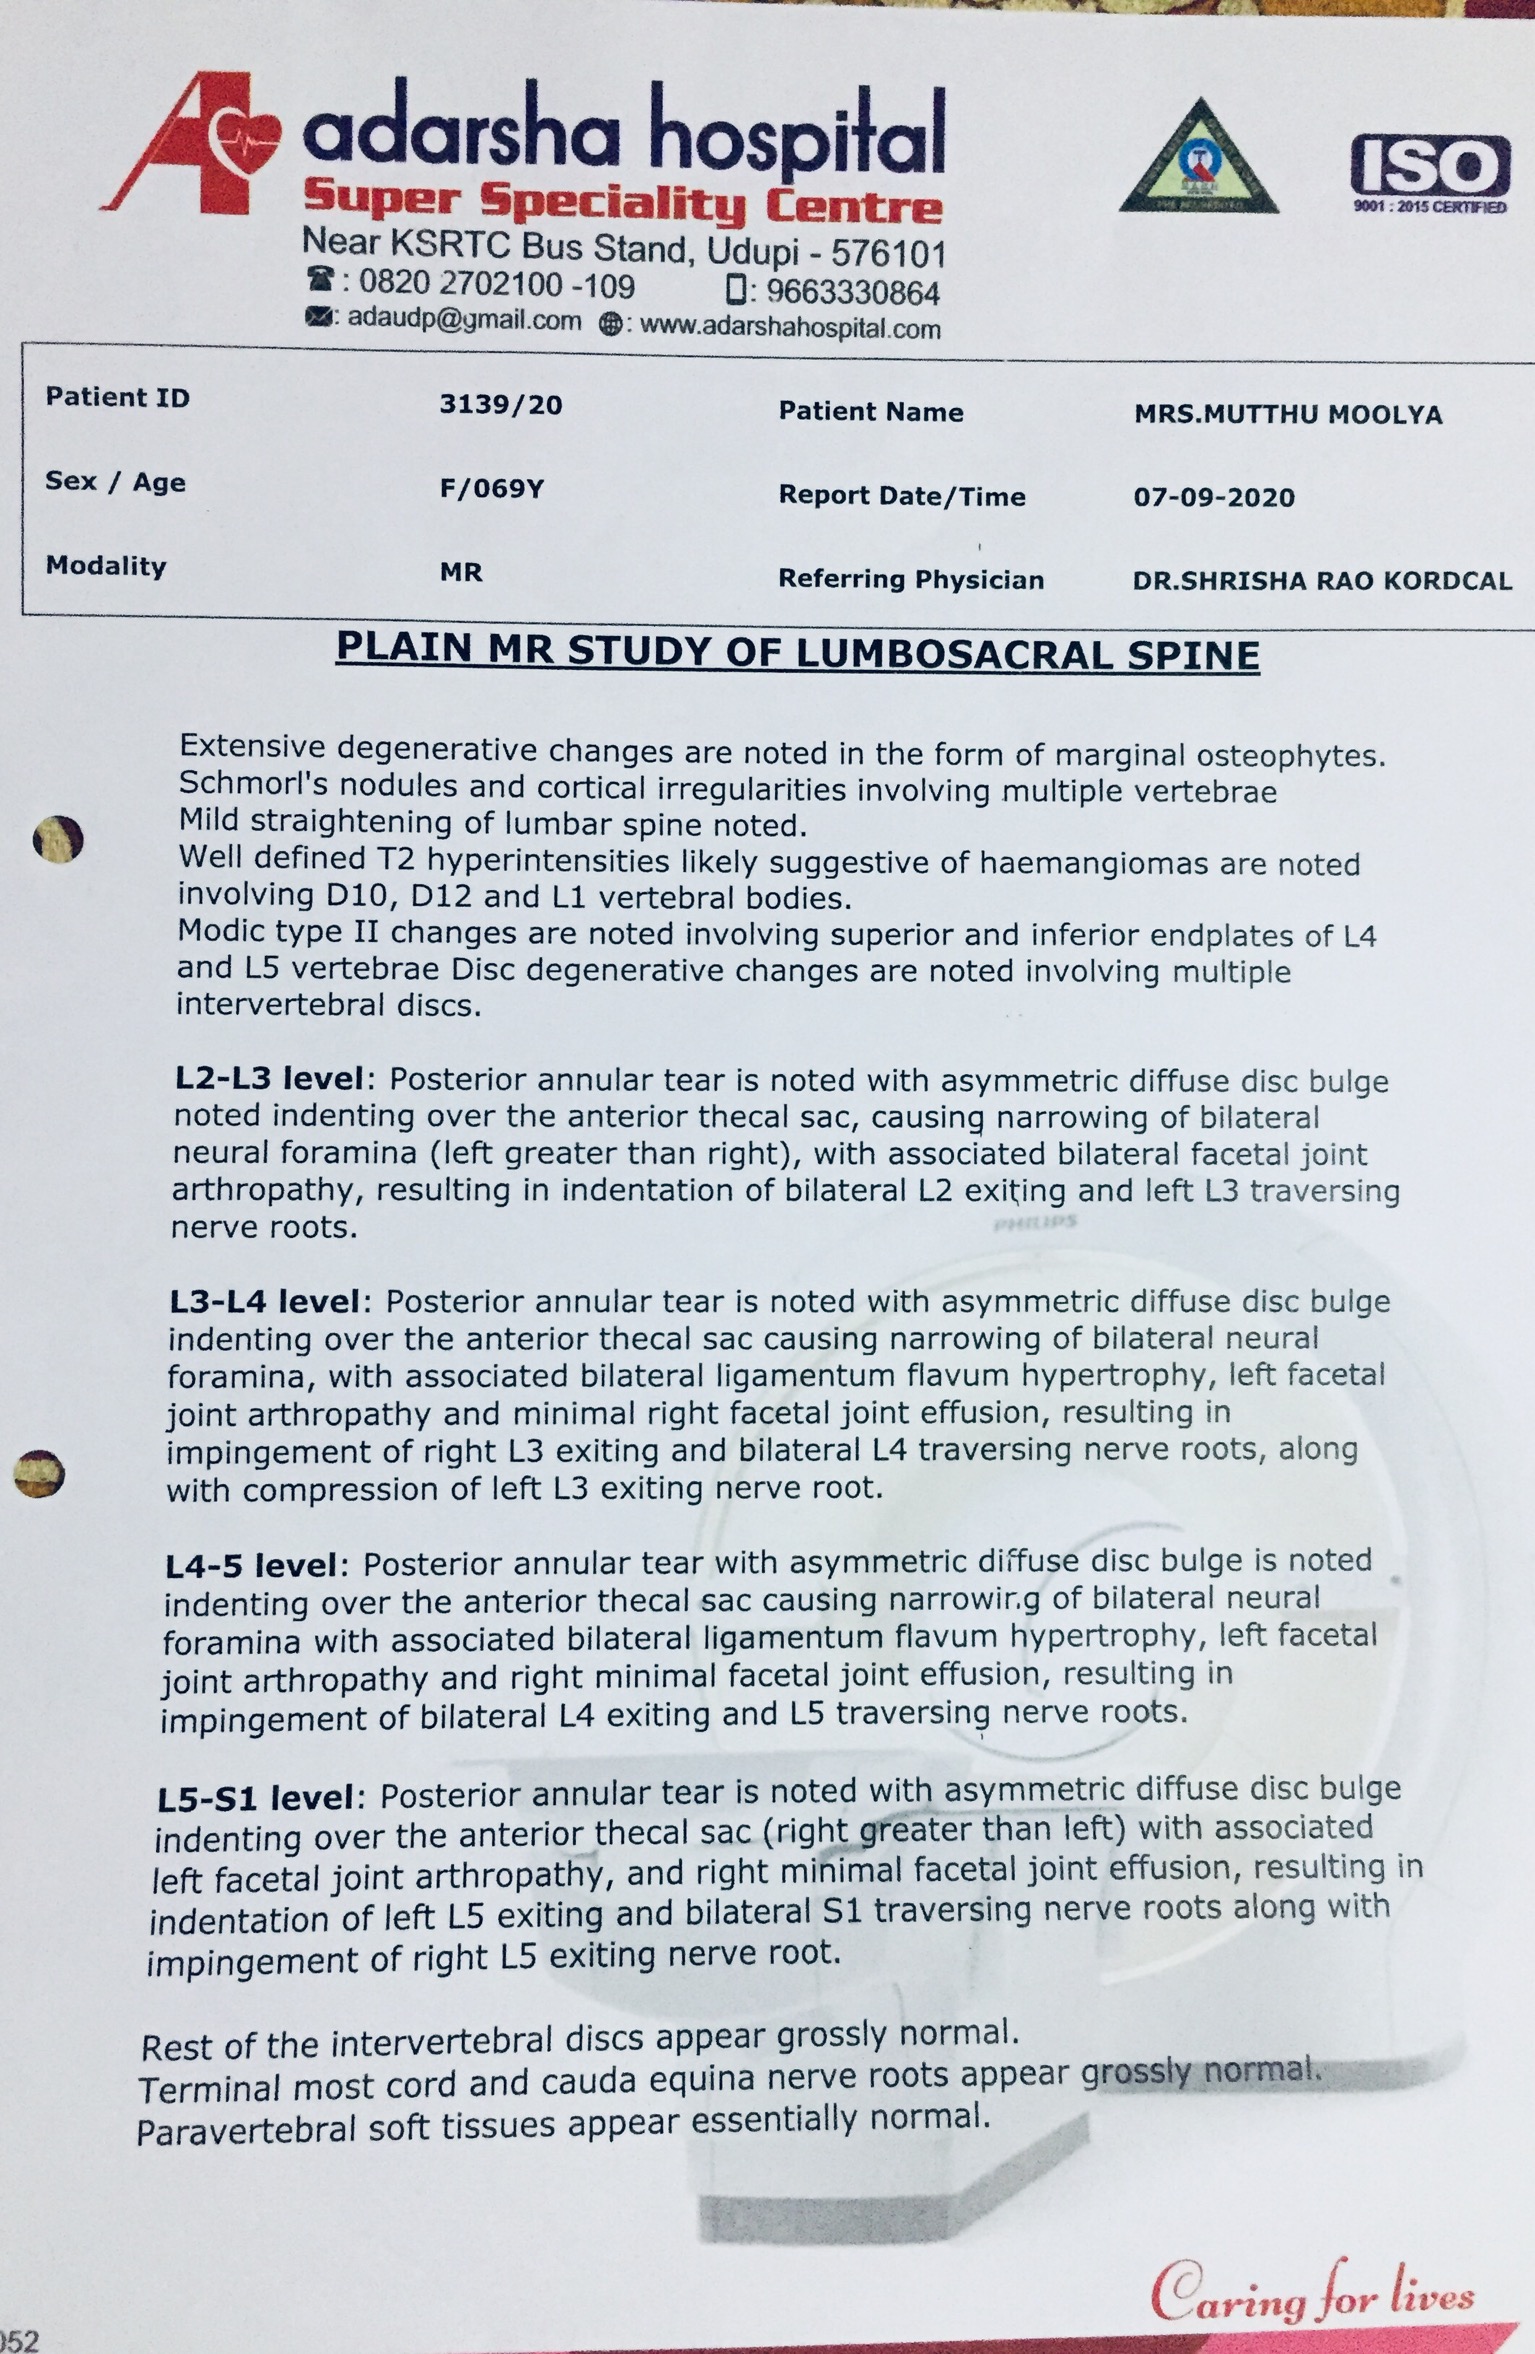 adarsha hospital
Super Speciality Centre
Near KSRTC Bus Stand, Udupi - 576101
: 0820 2702100 -109 : 9663330864
: adaudp@gmail.com : www.adarshahospital.com
ISO
9001 : 2015 CERTIFIED
Patient ID 3139/20 Patient Name MRS.MUTTHU MOOLYA
Sex / Age F/069Y Report Date/Time 07-09-2020
Modality MR Referring Physician DR.SHRISHA RAO KORDCAL
PLAIN MR STUDY OF LUMBOSACRAL SPINE
Extensive degenerative changes are noted in the form of marginal osteophytes.
Schmorl's nodules and cortical irregularities involving multiple vertebrae
Mild straightening of lumbar spine noted.
Well defined T2 hyperintensities likely suggestive of haemangiomas are noted
involving D10, D12 and L1 vertebral bodies.
Modic type II changes are noted involving superior and inferior endplates of L4
and L5 vertebrae Disc degenerative changes are noted involving multiple
intervertebral discs.
L2-L3 level: Posterior annular tear is noted with asymmetric diffuse disc bulge
noted indenting over the anterior thecal sac, causing narrowing of bilateral
neural foramina (left greater than right), with associated bilateral facetal joint
arthropathy, resulting in indentation of bilateral L2 exiting and left L3 traversing
nerve roots.
PHILIPS
L3-L4 level: Posterior annular tear is noted with asymmetric diffuse disc bulge
indenting over the anterior thecal sac causing narrowing of bilateral neural
foramina, with associated bilateral ligamentum flavum hypertrophy, left facetal
joint arthropathy and minimal right facetal joint effusion, resulting in
impingement of right L3 exiting and bilateral L4 traversing nerve roots, along
with compression of left L3 exiting nerve root.
L4-5 level: Posterior annular tear with asymmetric diffuse disc bulge is noted
indenting over the anterior thecal sac causing narrowing of bilateral neural
foramina with associated bilateral ligamentum flavum hypertrophy, left facetal
joint arthropathy and right minimal facetal joint effusion, resulting in
impingement of bilateral L4 exiting and L5 traversing nerve roots.
L5-S1 level: Posterior annular tear is noted with asymmetric diffuse disc bulge
indenting over the anterior thecal sac (right greater than left) with associated
left facetal joint arthropathy, and right minimal facetal joint effusion, resulting in
indentation of left L5 exiting and bilateral S1 traversing nerve roots along with
impingement of right L5 exiting nerve root.
Rest of the intervertebral discs appear grossly normal.
Terminal most cord and cauda equina nerve roots appear grossly normal.
Paravertebral soft tissues appear essentially normal.
Caring for lives
052